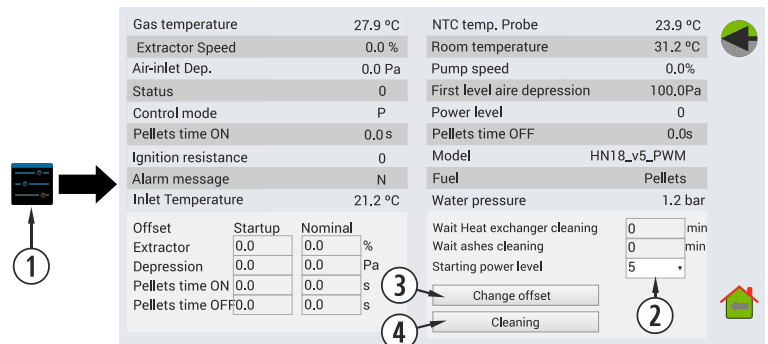 Gas temperature 27.9 ºC
Extractor Speed 0.0 %
Air-inlet Dep. 0.0 Pa
Status 0
Control mode P
Pellets time ON 0.0 s
Ignition resistance 0
Alarm message N
Inlet Temperature 21.2 ºC
NTC temp. Probe 23.9 ºC
Room temperature 31.2 ºC
Pump speed 0.0%
First level aire depression 100.0Pa
Power level 0
Pellets time OFF 0.0s
Model HN18_v5_PWM
Fuel Pellets
Water pressure 1.2 bar
Offset Startup Nominal
Extractor 0.0 0.0 %
Depression 0.0 0.0 Pa
Pellets time ON 0.0 0.0 s
Pellets time OFF 0.0 0.0 s
Wait Heat exchanger cleaning 0 min
Wait ashes cleaning 0 min
Starting power level 5
Change offset
Cleaning
1
3
4
2